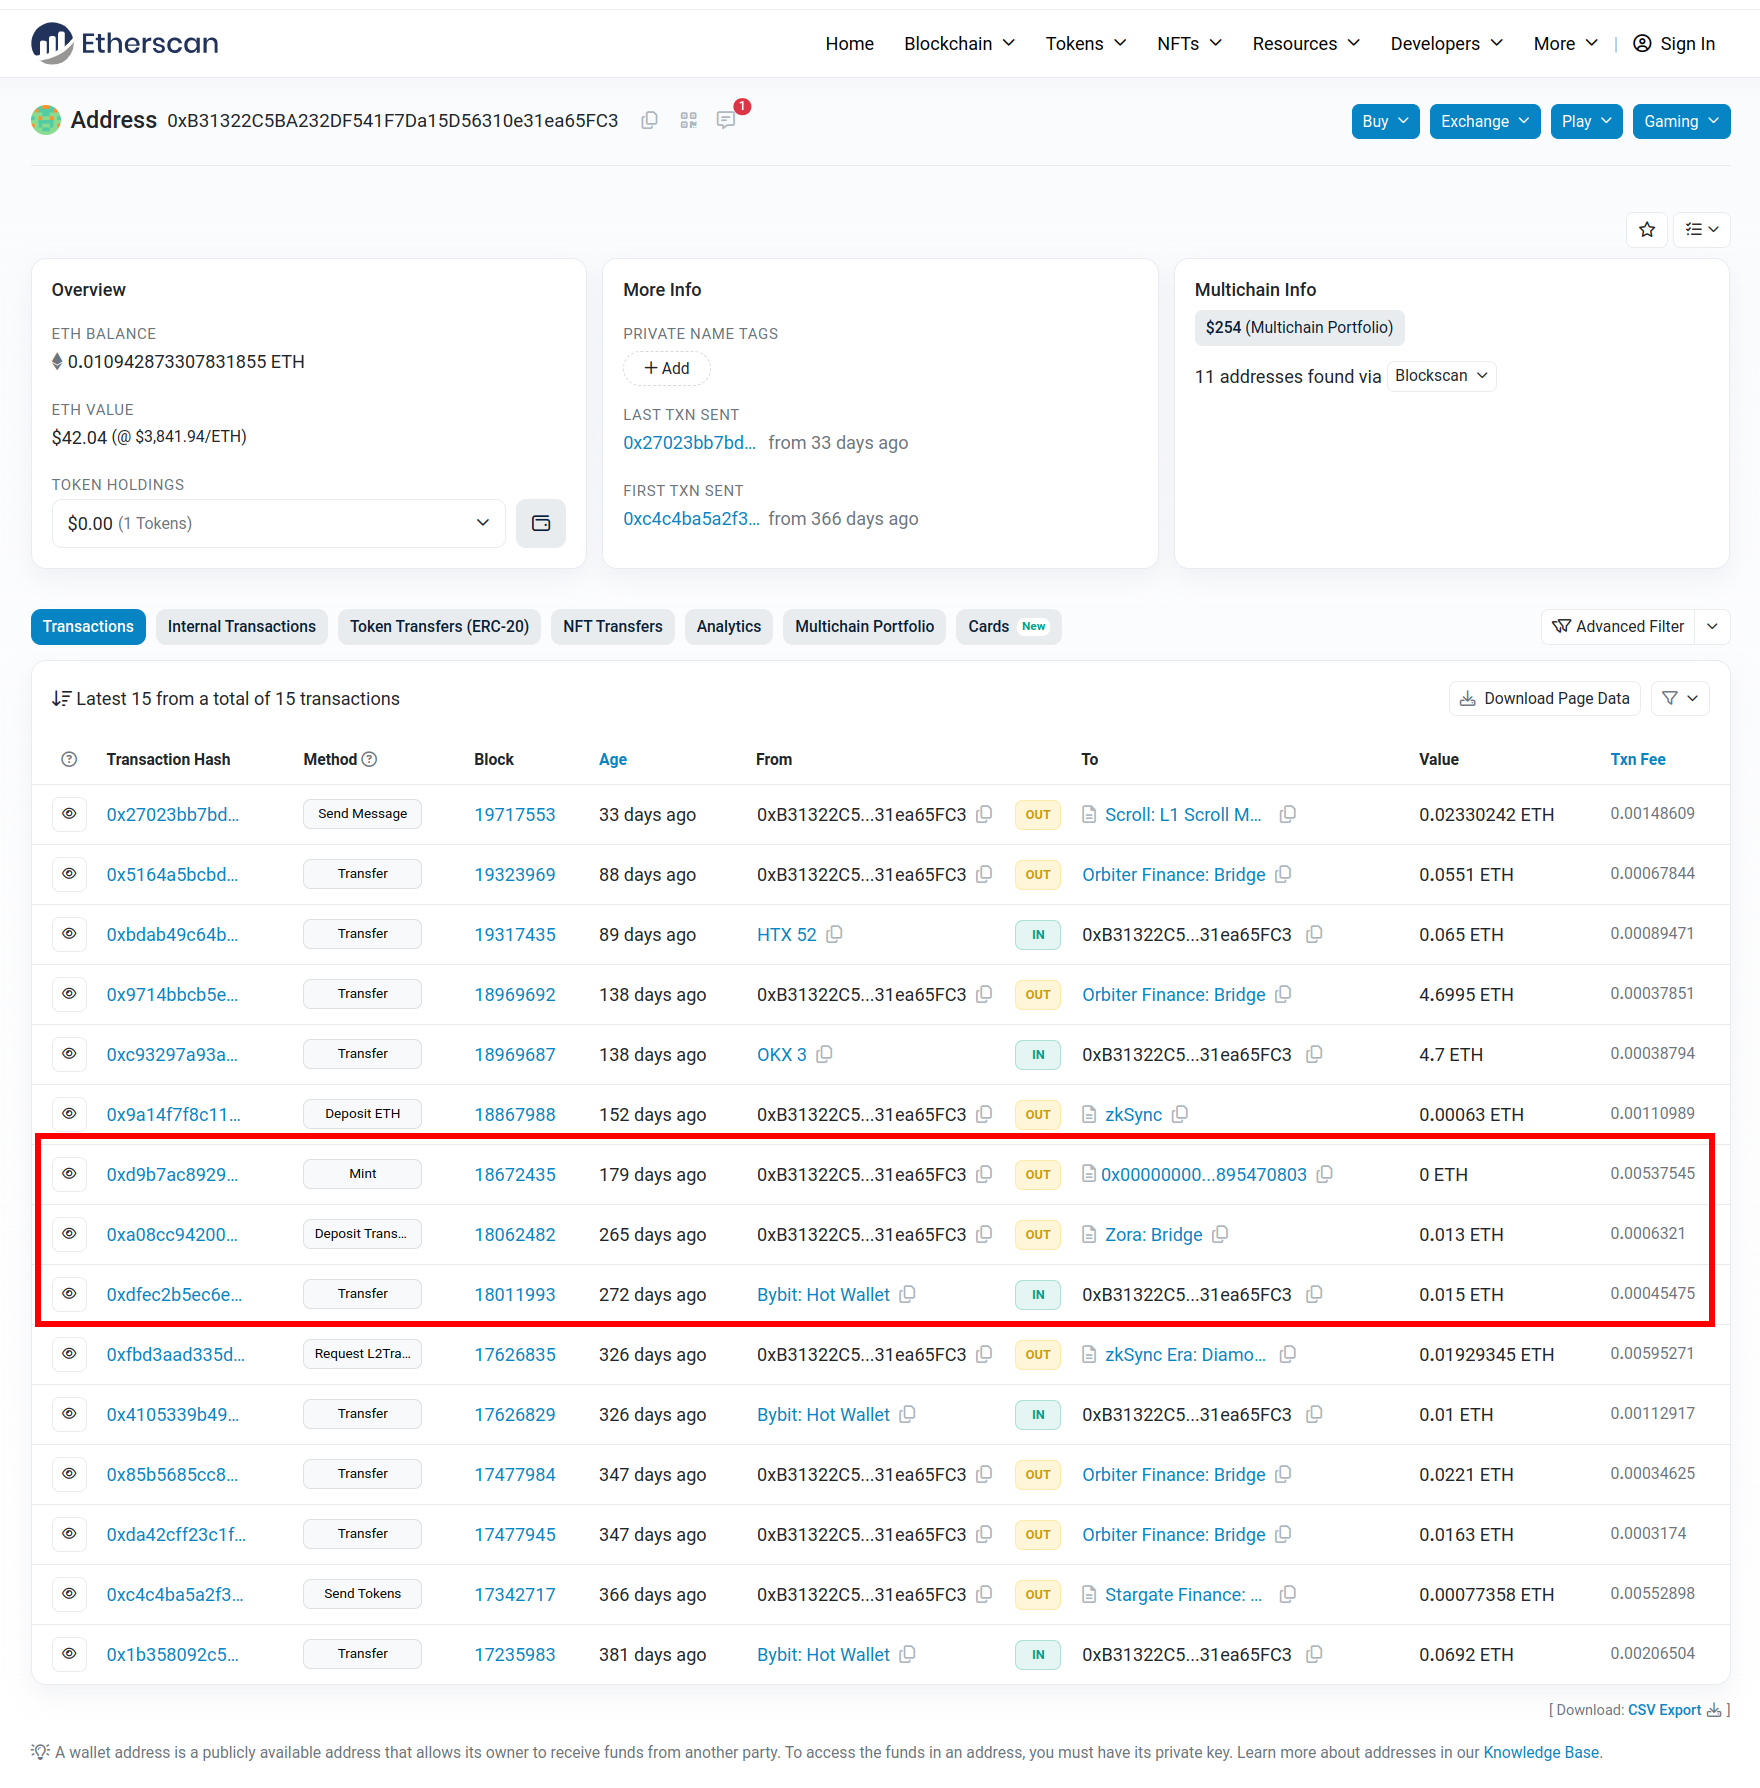 Etherscan
Home Blockchain Tokens NFTs Resources Developers More | Sign In
Address 0xB31322C5BA232DF541F7Da15D56310e31ea65FC3 1
Buy Exchange Play Gaming
Overview
ETH BALANCE
0.010942873307831855 ETH
ETH VALUE
$42.04 (@ $3,841.94/ETH)
TOKEN HOLDINGS
$0.00 (1 Tokens)
More Info
PRIVATE NAME TAGS
+ Add
LAST TXN SENT
0x27023bb7bd... from 33 days ago
FIRST TXN SENT
0xc4c4ba5a2f3... from 366 days ago
Multichain Info
$254 (Multichain Portfolio)
11 addresses found via Blockscan
Transactions Internal Transactions Token Transfers (ERC-20) NFT Transfers Analytics Multichain Portfolio Cards New
Advanced Filter
Latest 15 from a total of 15 transactions
Download Page Data
Transaction Hash Method Block Age From To Value Txn Fee
0x27023bb7bd... Send Message 19717553 33 days ago 0xB31322C5...31ea65FC3 OUT Scroll: L1 Scroll M... 0.02330242 ETH 0.00148609
0x5164a5bcbd... Transfer 19323969 88 days ago 0xB31322C5...31ea65FC3 OUT Orbiter Finance: Bridge 0.0551 ETH 0.00067844
0xbdab49c64b... Transfer 19317435 89 days ago HTX 52 IN 0xB31322C5...31ea65FC3 0.065 ETH 0.00089471
0x9714bbcb5e... Transfer 18969692 138 days ago 0xB31322C5...31ea65FC3 OUT Orbiter Finance: Bridge 4.6995 ETH 0.00037851
0xc93297a93a... Transfer 18969687 138 days ago OKX 3 IN 0xB31322C5...31ea65FC3 4.7 ETH 0.00038794
0x9a14f7f8c11... Deposit ETH 18867988 152 days ago 0xB31322C5...31ea65FC3 OUT zkSync 0.00063 ETH 0.00110989
0xd9b7ac8929... Mint 18672435 179 days ago 0xB31322C5...31ea65FC3 OUT 0x00000000...895470803 0 ETH 0.00537545
0xa08cc94200... Deposit Trans... 18062482 265 days ago 0xB31322C5...31ea65FC3 OUT Zora: Bridge 0.013 ETH 0.0006321
0xdfec2b5ec6e... Transfer 18011993 272 days ago Bybit: Hot Wallet IN 0xB31322C5...31ea65FC3 0.015 ETH 0.00045475
0xfbd3aad335d... Request L2Tra... 17626835 326 days ago 0xB31322C5...31ea65FC3 OUT zkSync Era: Diamo... 0.01929345 ETH 0.00595271
0x4105339b49... Transfer 17626829 326 days ago Bybit: Hot Wallet IN 0xB31322C5...31ea65FC3 0.01 ETH 0.00112917
0x85b5685cc8... Transfer 17477984 347 days ago 0xB31322C5...31ea65FC3 OUT Orbiter Finance: Bridge 0.0221 ETH 0.00034625
0xda42cff23c1f... Transfer 17477945 347 days ago 0xB31322C5...31ea65FC3 OUT Orbiter Finance: Bridge 0.0163 ETH 0.0003174
0xc4c4ba5a2f3... Send Tokens 17342717 366 days ago 0xB31322C5...31ea65FC3 OUT Stargate Finance: ... 0.00077358 ETH 0.00552898
0x1b358092c5... Transfer 17235983 381 days ago Bybit: Hot Wallet IN 0xB31322C5...31ea65FC3 0.0692 ETH 0.00206504
[ Download: CSV Export ]
A wallet address is a publicly available address that allows its owner to receive funds from another party. To access the funds in an address, you must have its private key. Learn more about addresses in our Knowledge Base.